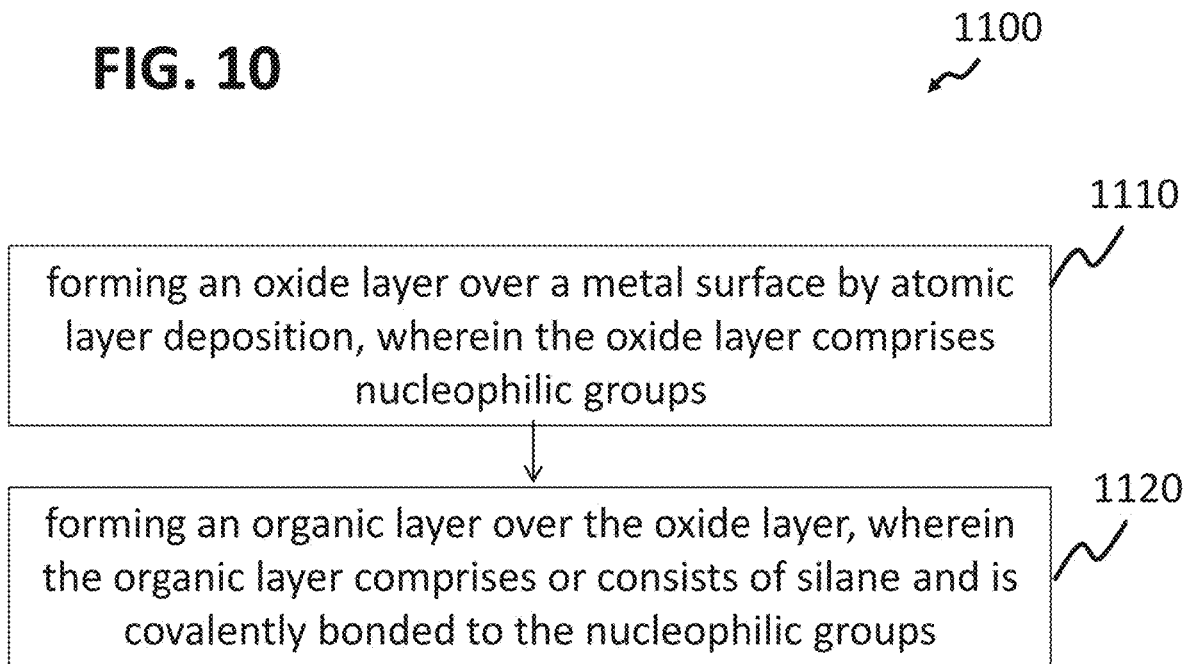 FIG. 10
1100
1110
forming an oxide layer over a metal surface by atomic
layer deposition, wherein the oxide layer comprises
nucleophilic groups
1120
forming an organic layer over the oxide layer, wherein
the organic layer comprises or consists of silane and is
covalently bonded to the nucleophilic groups